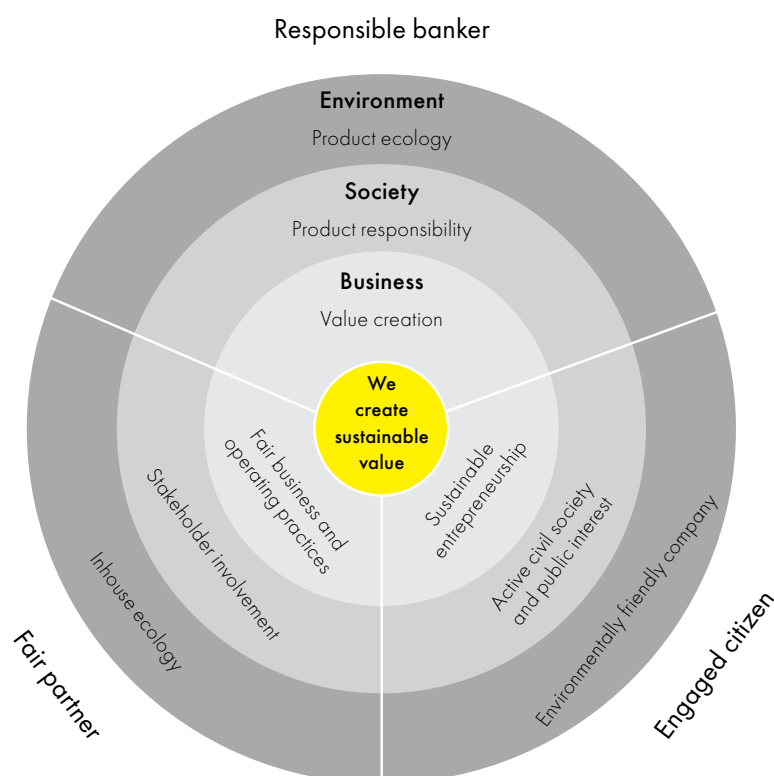 Responsible banker
Environment
Product ecology
Society
Product responsibility
Business
Value creation
We
create
sustainable
value
Fair business and
operating practices
Stakeholder involvement
Inhouse ecology
Fair partner
Sustainable
entrepreneurship
Active civil society
and public interest
Environmentally friendly company
Engaged citizen